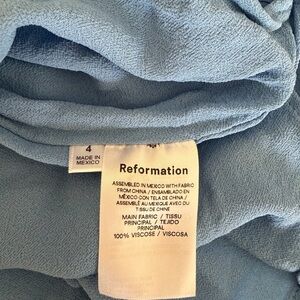 4
MADE IN
MEXICO
Reformation
ASSEMBLED IN MEXICO WITH FABRIC
FROM CHINA / ENSAMBLADO EN
MÉXICO CON TELA DE CHINA /
ASSEMBLÉ AU MEXIQUE AVEC DU
TISSU DE CHINE
MAIN FABRIC / TISSU
PRINCIPAL / TEJIDO
PRINCIPAL
100% VISCOSE / VISCOSA